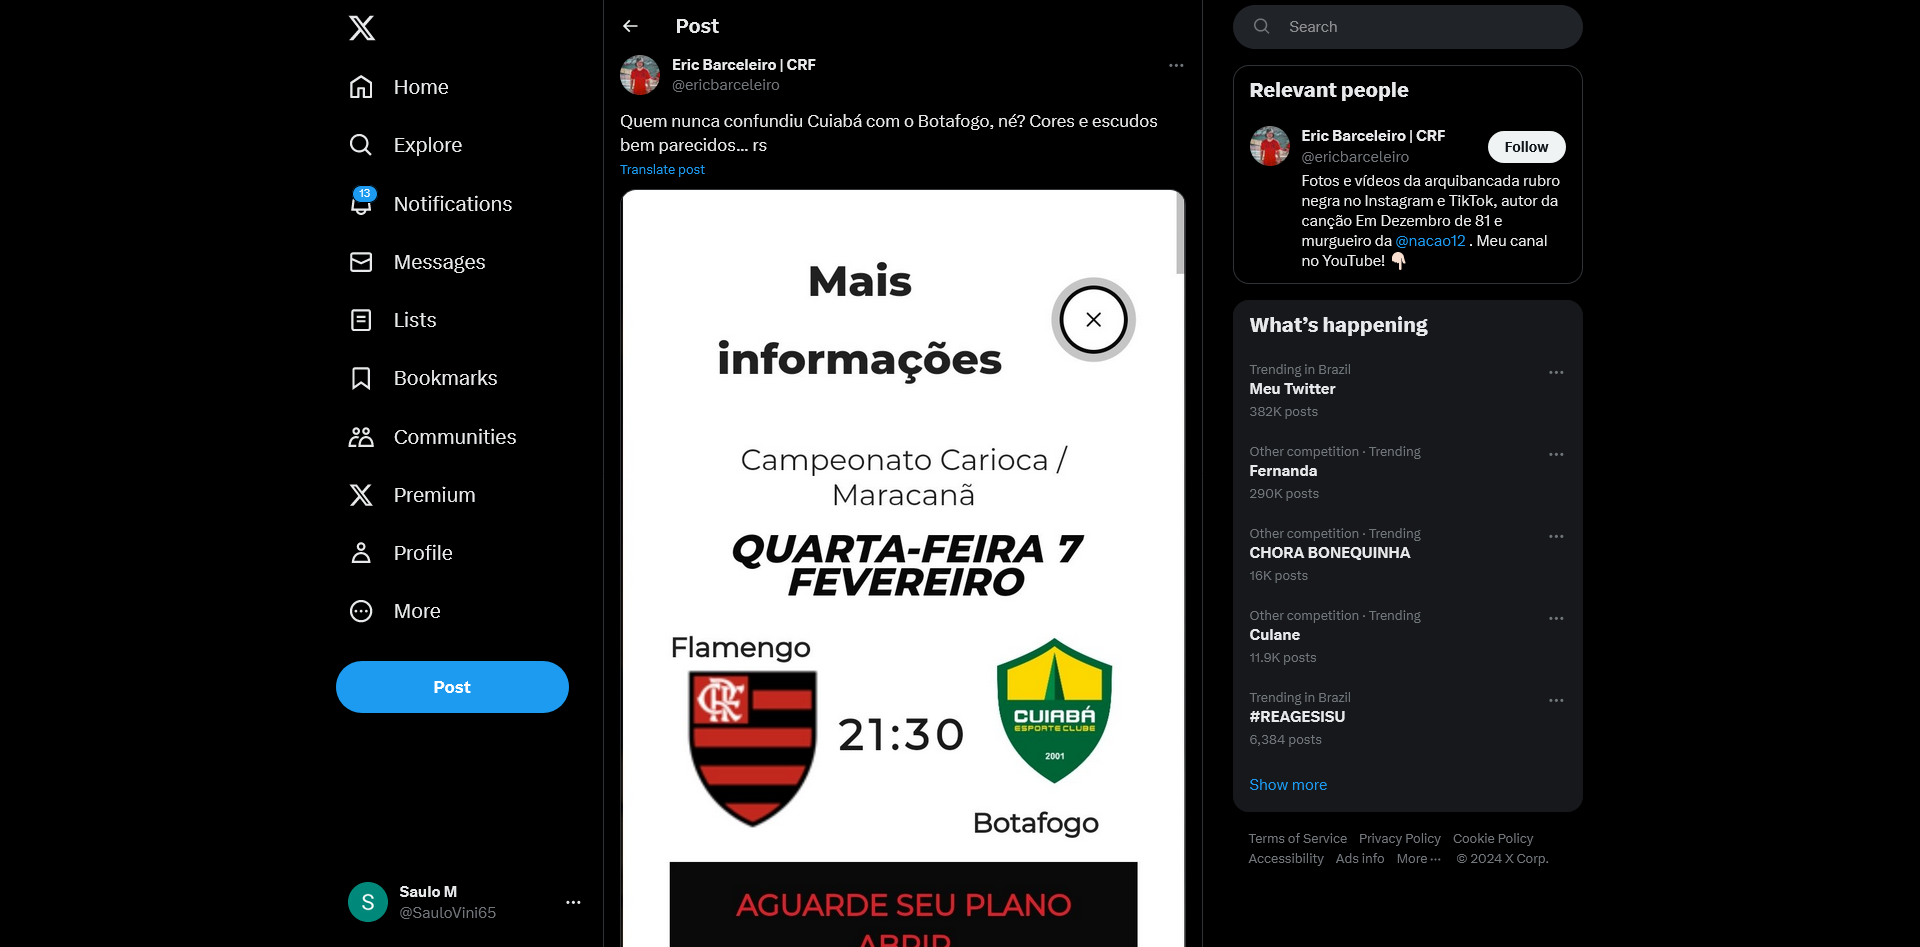 Home
Explore
13
Notifications
Messages
Lists
Bookmarks
Communities
Premium
Profile
More
Post
S
Saulo M
@SauloVini65
Post
Eric Barceleiro | CRF
@ericbarceleiro
Quem nunca confundiu Cuiabá com o Botafogo, né? Cores e escudos
bem parecidos... rs
Translate post
Mais
informações
Campeonato Carioca /
Maracanã
QUARTA-FEIRA 7
FEVEREIRO
Flamengo
CRF
21:30
CUIABÁ
ESPORTE CLUBE
2001
Botafogo
AGUARDE SEU PLANO
ABRIR
Search
Relevant people
Eric Barceleiro | CRF
@ericbarceleiro
Follow
Fotos e vídeos da arquibancada rubro
negra no Instagram e TikTok, autor da
canção Em Dezembro de 81 e
murgueiro da @nacao12 . Meu canal
no YouTube! 👇🏻
What's happening
Trending in Brazil
Meu Twitter
382K posts
Other competition · Trending
Fernanda
290K posts
Other competition · Trending
CHORA BONEQUINHA
16K posts
Other competition · Trending
Culane
11.9K posts
Trending in Brazil
#REAGESISU
6,384 posts
Show more
Terms of Service Privacy Policy Cookie Policy
Accessibility Ads info More ··· © 2024 X Corp.